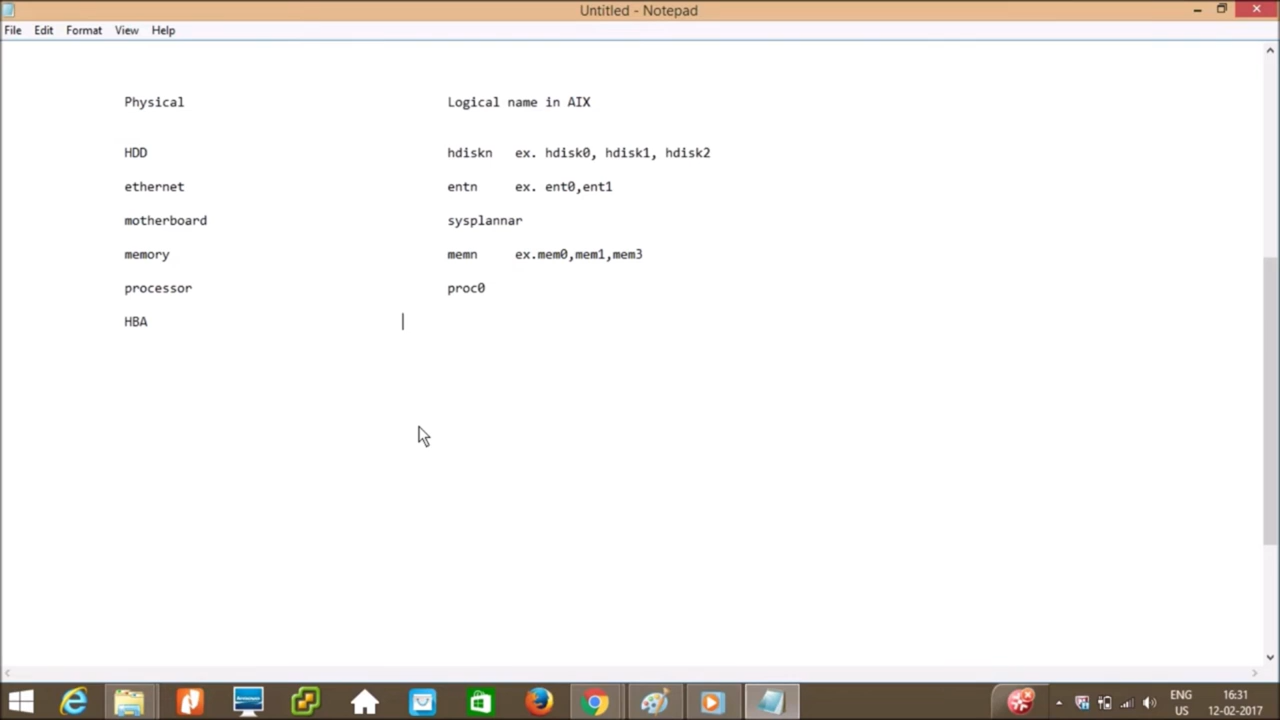 Untitled - Notepad
File Edit Format View Help
Physical Logical name in AIX
HDD hdiskn ex. hdisk0, hdisk1, hdisk2
ethernet entn ex. ent0,ent1
motherboard sysplannar
memory memn ex.mem0,mem1,mem3
processor proc0
HBA
ENG 16:31
US 12-02-2017